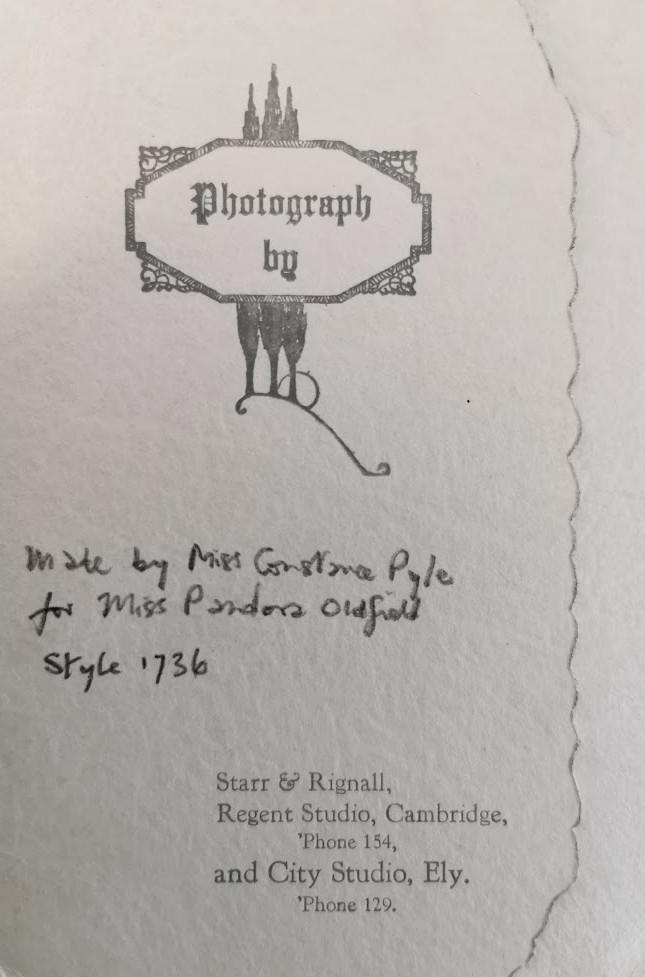 Photograph
by
Made by Miss Constance Pyle
for Miss Pandora Oldfield
Style 1736
Starr & Rignall,
Regent Studio, Cambridge,
'Phone 154,
and City Studio, Ely.
'Phone 129.